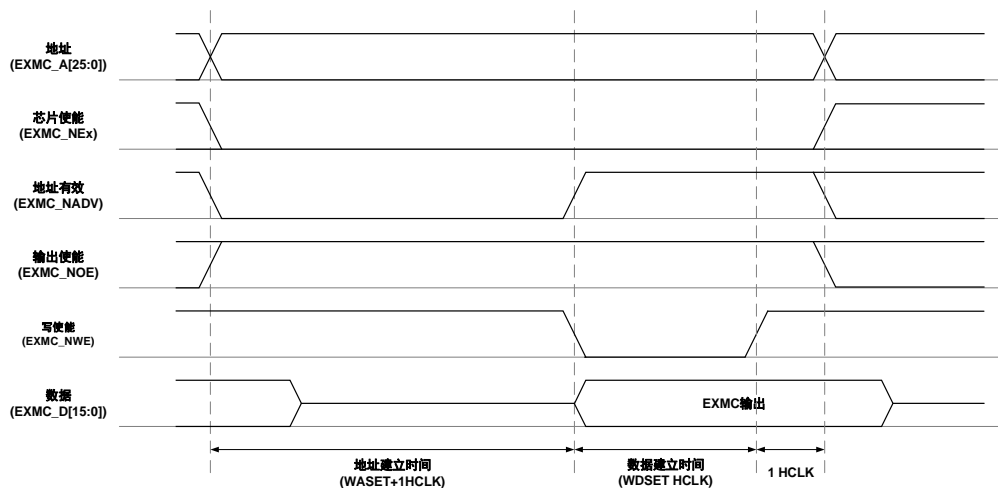 地址
(EXMC_A[25:0])
芯片使能
(EXMC_NEx)
地址有效
(EXMC_NADV)
输出使能
(EXMC_NOE)
写使能
(EXMC_NWE)
数据
(EXMC_D[15:0])
EXMC输出
地址建立时间
(WASET+1HCLK)
数据建立时间
(WDSET HCLK)
1 HCLK